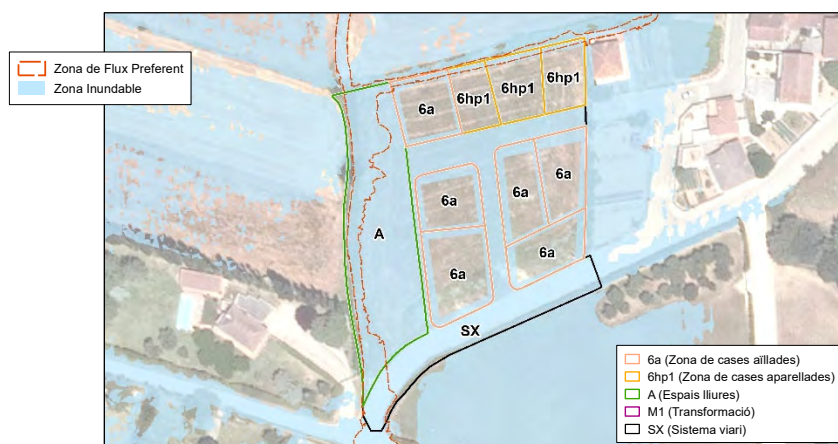 Zona de Flux Preferent
Zona Inundable
6a
6hp1
6hp1
6hp1
6a
6a
6a
A
6a
6a
SX
6a (Zona de cases aïllades)
6hp1 (Zona de cases aparellades)
A (Espais lliures)
M1 (Transformació)
SX (Sistema viari)